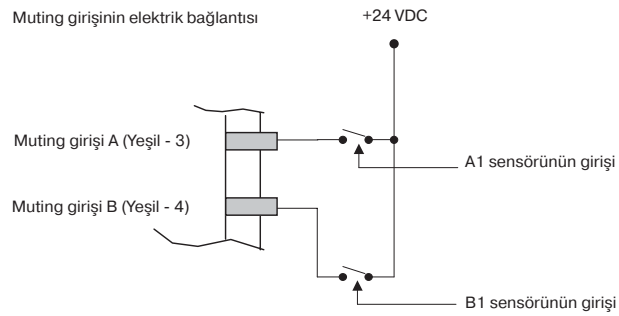 Muting girişinin elektrik bağlantısı
+24 VDC
Muting girişi A (Yeşil - 3)
A1 sensörünün girişi
Muting girişi B (Yeşil - 4)
B1 sensörünün girişi